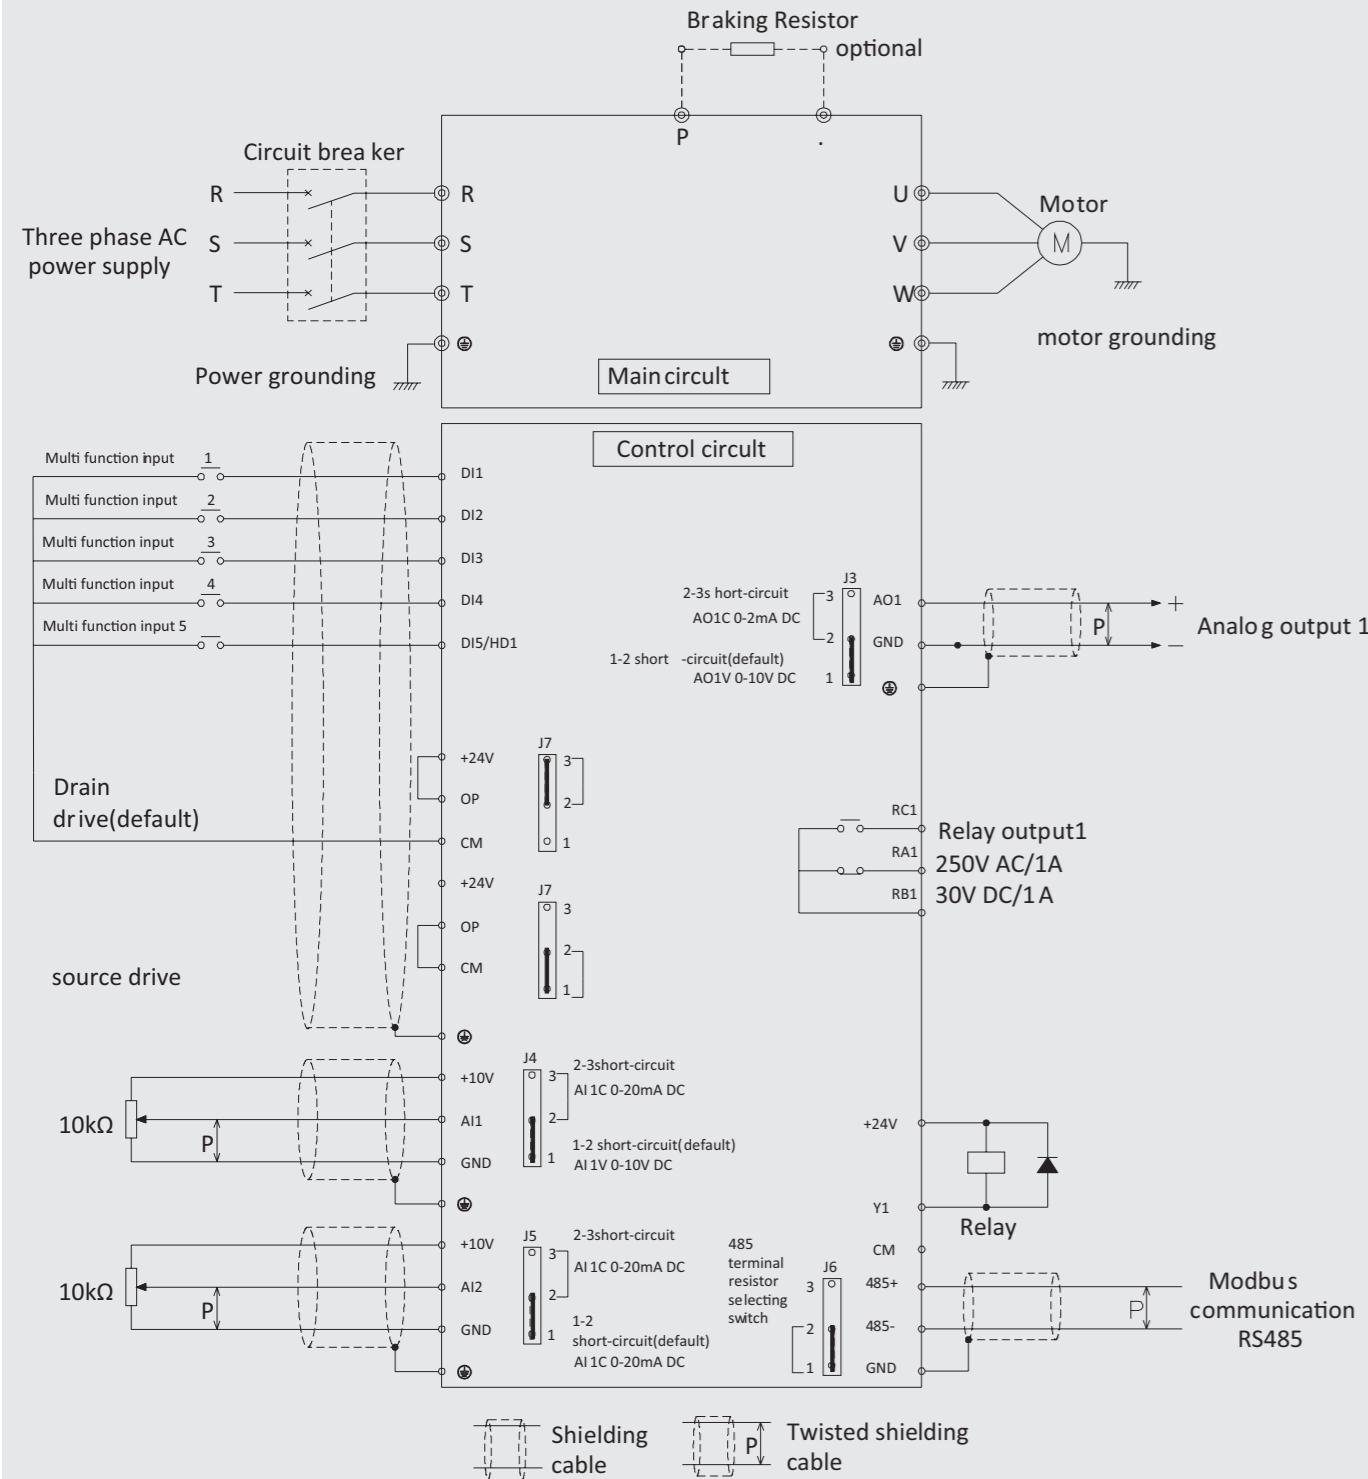 Braking Resistor
optional
P
.
Circuit brea ker
R
R
U
Motor
Three phase AC
power supply
S
S
V
M
T
T
W
motor grounding
Power grounding
Main circult
Control circult
Multi function input 1
DI1
Multi function input 2
DI2
Multi function input 3
DI3
Multi function input 4
DI4
Multi function input 5
DI5/HD1
J3
2-3s hort-circuit
3
AO1
AO1C 0-2mA DC
2
GND
1-2 short -circuit(default)
AO1V 0-10V DC
1
P
+
−
Analog output 1
+24V
J7
3
OP
2
Drain
drive(default)
CM
1
RC1
Relay output1
RA1
250V AC/1A
RB1
30V DC/1A
+24V
J7
3
OP
2
CM
1
source drive
J4
2-3short-circuit
+10V
3
AI 1C 0-20mA DC
10kΩ
AI1
2
P
1-2 short-circuit(default)
GND
1
AI 1V 0-10V DC
+24V
Y1
Relay
CM
J5
2-3short-circuit
+10V
3
AI 1C 0-20mA DC
10kΩ
AI2
2
P
1-2
GND
1
short-circuit(default)
AI 1C 0-20mA DC
485
terminal
resistor
selecting
switch
J6
3
485+
2
485-
1
GND
P
Modbus
communication
RS485
Shielding
cable
P
Twisted shielding
cable